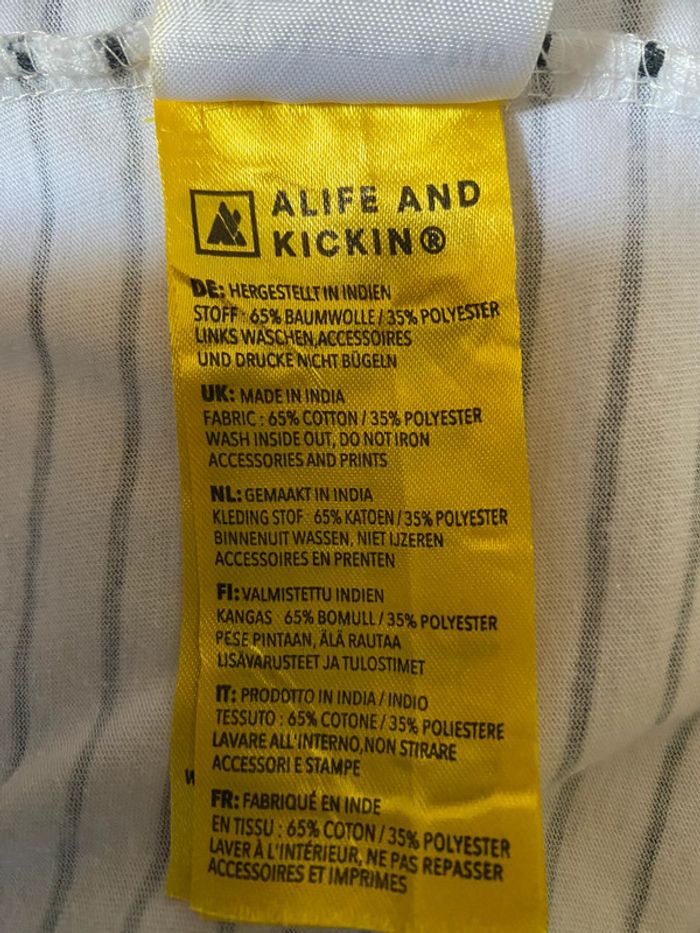 ALIFE AND
KICKIN®
DE: HERGESTELLT IN INDIEN
STOFF : 65% BAUMWOLLE / 35% POLYESTER
LINKS WASCHEN,ACCESSOIRES
UND DRUCKE NICHT BÜGELN
UK: MADE IN INDIA
FABRIC : 65% COTTON / 35% POLYESTER
WASH INSIDE OUT, DO NOT IRON
ACCESSORIES AND PRINTS
NL: GEMAAKT IN INDIA
KLEDING STOF : 65% KATOEN / 35% POLYESTER
BINNENUIT WASSEN, NIET IJZEREN
ACCESSOIRES EN PRENTEN
FI: VALMISTETTU INDIEN
KANGAS : 65% BOMULL / 35% POLYESTER
PESE PINTAAN, ÄLÄ RAUTAA
LISÄVARUSTEET JA TULOSTIMET
IT: PRODOTTO IN INDIA / INDIO
TESSUTO : 65% COTONE / 35% POLIESTERE
LAVARE ALL'INTERNO,NON STIRARE
ACCESSORI E STAMPE
W
FR: FABRIQUÉ EN INDE
EN TISSU : 65% COTON / 35% POLYESTER
LAVER À L'INTÉRIEUR, NE PAS REPASSER
ACCESSOIRES ET IMPRIMES